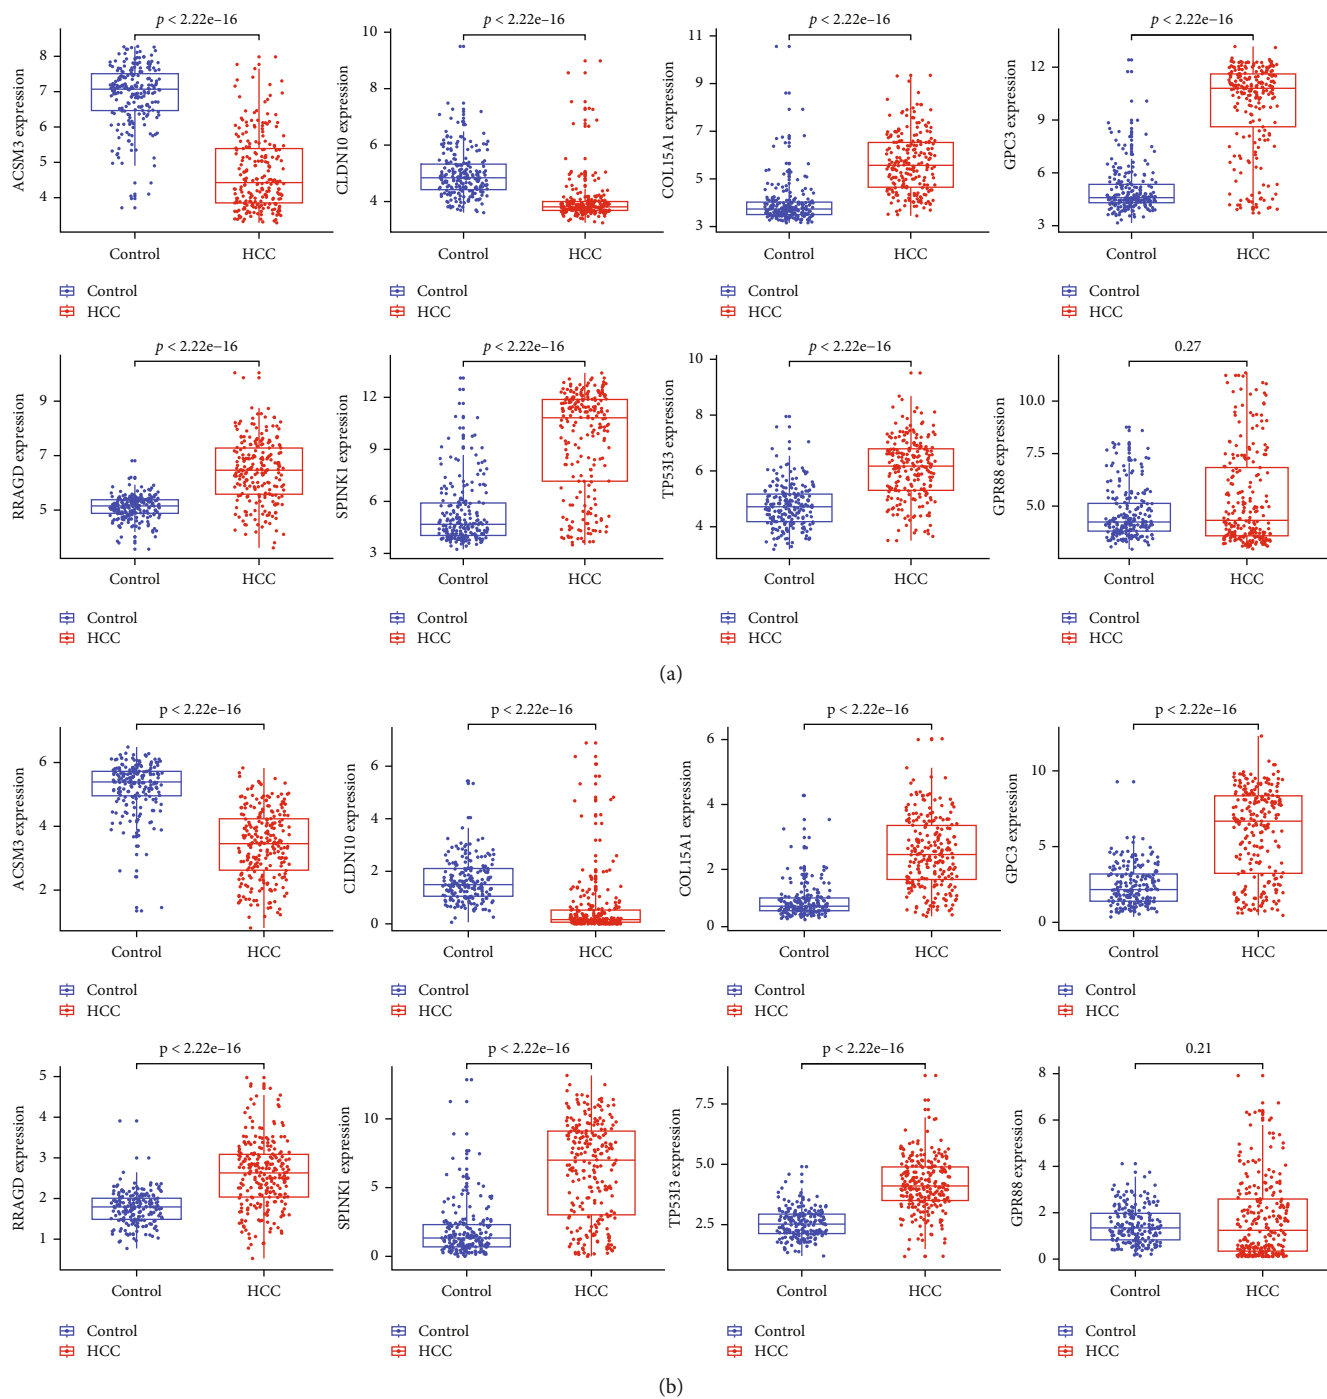 p < 2.22e–16
p < 2.22e–16
p < 2.22e–16
p < 2.22e–16
ACSM3 expression
8
7
6
5
4
Control
HCC
Control
HCC
CLDN10 expression
10
8
6
4
Control
HCC
Control
HCC
COL15A1 expression
11
9
7
5
3
Control
HCC
Control
HCC
GPC3 expression
12
9
6
3
Control
HCC
Control
HCC
p < 2.22e–16
p < 2.22e–16
p < 2.22e–16
0.27
RRAGD expression
9
7
5
Control
HCC
Control
HCC
SPINK1 expression
12
9
6
3
Control
HCC
Control
HCC
TP53I3 expression
10
8
6
4
Control
HCC
Control
HCC
GPR88 expression
10.0
7.5
5.0
Control
HCC
Control
HCC
(a)
p < 2.22e–16
p < 2.22e–16
p < 2.22e–16
p < 2.22e–16
ACSM3 expression
6
4
2
Control
HCC
Control
HCC
CLDN10 expression
6
4
2
0
Control
HCC
Control
HCC
COL15A1 expression
6
4
2
0
Control
HCC
Control
HCC
GPC3 expression
10
5
0
Control
HCC
Control
HCC
p < 2.22e–16
p < 2.22e–16
p < 2.22e–16
0.21
RRAGD expression
5
4
3
2
1
Control
HCC
Control
HCC
SPINK1 expression
10
5
0
Control
HCC
Control
HCC
TP53I3 expression
7.5
5.0
2.5
Control
HCC
Control
HCC
GPR88 expression
8
6
4
2
0
Control
HCC
Control
HCC
(b)